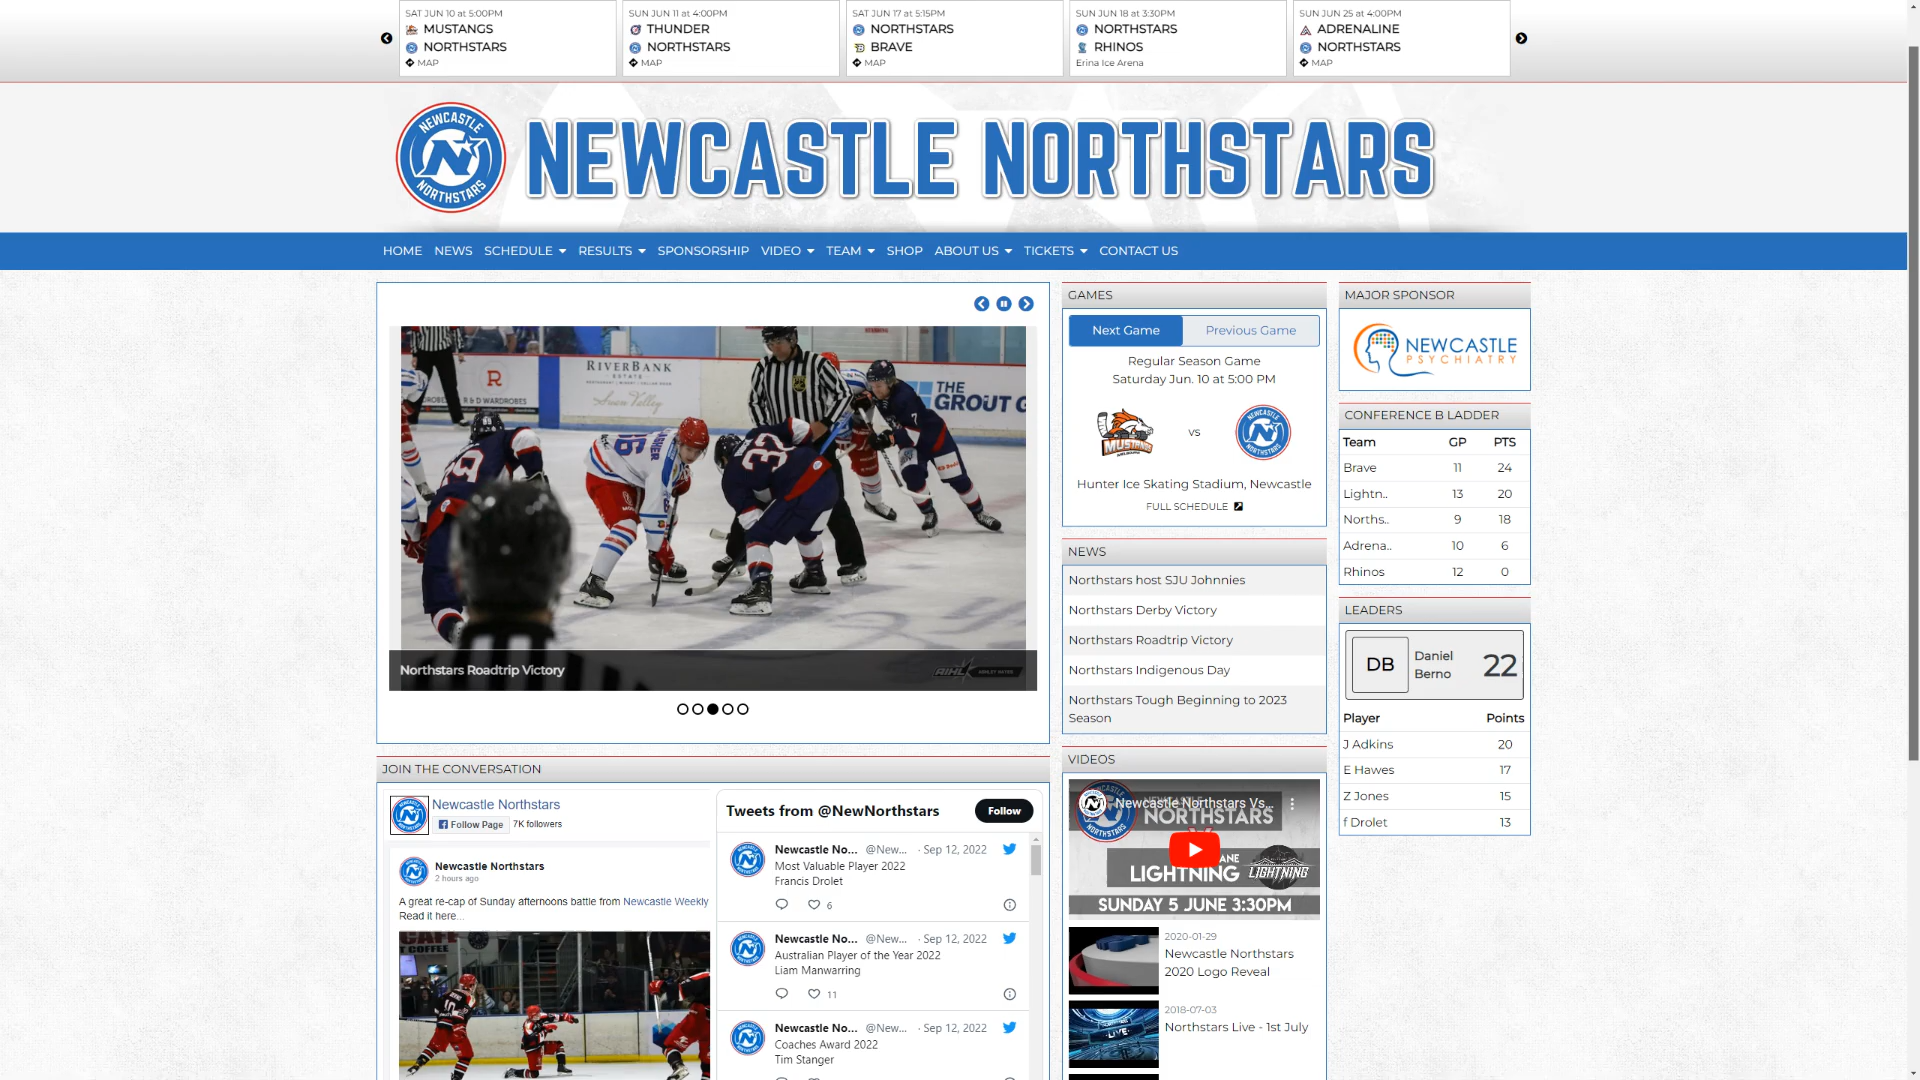 SAT JUN 10 at 5:00PM
MUSTANGS
NORTHSTARS
MAP
SUN JUN 11 at 4:00PM
THUNDER
NORTHSTARS
MAP
SAT JUN 17 at 5:15PM
NORTHSTARS
BRAVE
MAP
SUN JUN 18 at 3:30PM
NORTHSTARS
RHINOS
Erina Ice Arena
SUN JUN 25 at 4:00PM
ADRENALINE
NORTHSTARS
MAP
NEWCASTLE
NORTHSTARS
NEWCASTLE NORTHSTARS
HOME NEWS SCHEDULE RESULTS SPONSORSHIP VIDEO TEAM SHOP ABOUT US TICKETS CONTACT US
R
R & D WARDROBES
RIVERBANK
ESTATE
Swan Valley
THE
GROUT G
Northstars Roadtrip Victory
AIHL
JOIN THE CONVERSATION
Newcastle Northstars
Follow Page 7K followers
Newcastle Northstars
2 hours ago
A great re-cap of Sunday afternoons battle from Newcastle Weekly
Read it here...
Tweets from @NewNorthstars
Follow
Newcastle No... @New... · Sep 12, 2022
Most Valuable Player 2022
Francis Drolet
6
Newcastle No... @New... · Sep 12, 2022
Australian Player of the Year 2022
Liam Manwarring
11
Newcastle No... @New... · Sep 12, 2022
Coaches Award 2022
Tim Stanger
GAMES
Next Game Previous Game
Regular Season Game
Saturday Jun. 10 at 5:00 PM
MUSTANGS
VS
Hunter Ice Skating Stadium, Newcastle
FULL SCHEDULE
NEWS
Northstars host SJU Johnnies
Northstars Derby Victory
Northstars Roadtrip Victory
Northstars Indigenous Day
Northstars Tough Beginning to 2023
Season
VIDEOS
Newcastle Northstars Vs...
NORTHSTARS
LIGHTNING
LIGHTNING
SUNDAY 5 JUNE 3:30PM
2020-01-29
Newcastle Northstars
2020 Logo Reveal
2018-07-03
Northstars Live - 1st July
LIVE
MAJOR SPONSOR
NEWCASTLE
PSYCHIATRY
CONFERENCE B LADDER
Team GP PTS
Brave 11 24
Lightn.. 13 20
Norths.. 9 18
Adrena.. 10 6
Rhinos 12 0
LEADERS
DB
Daniel
Berno
22
Player Points
J Adkins 20
E Hawes 17
Z Jones 15
f Drolet 13